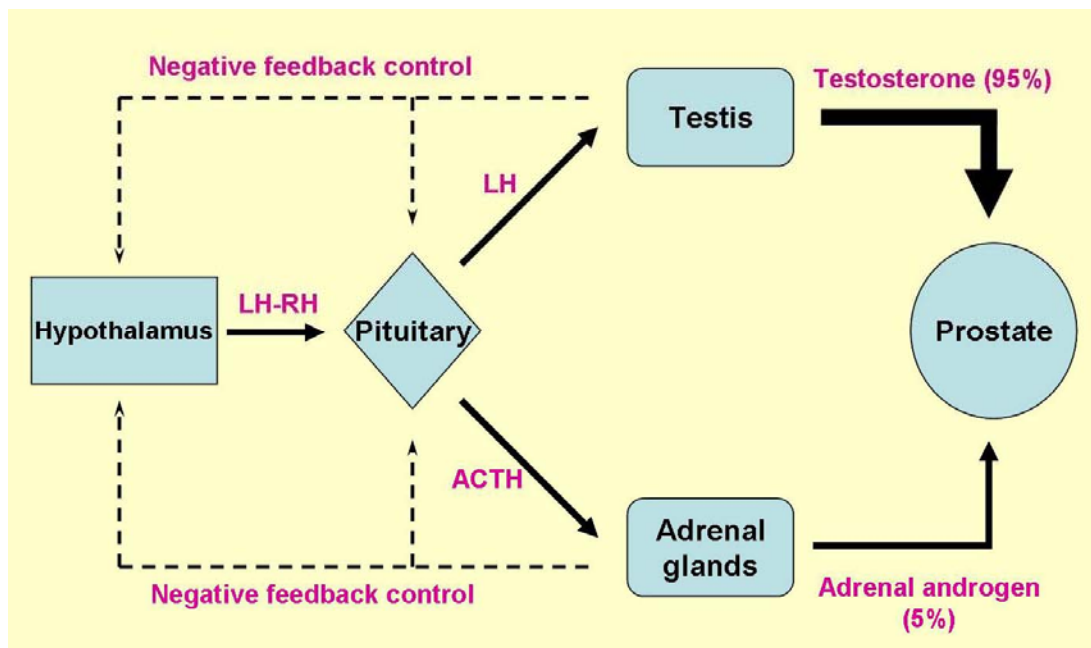 Negative feedback control
Testosterone (95%)
Testis
LH
LH-RH
Hypothalamus
Pituitary
Prostate
ACTH
Adrenal
glands
Negative feedback control
Adrenal androgen
(5%)